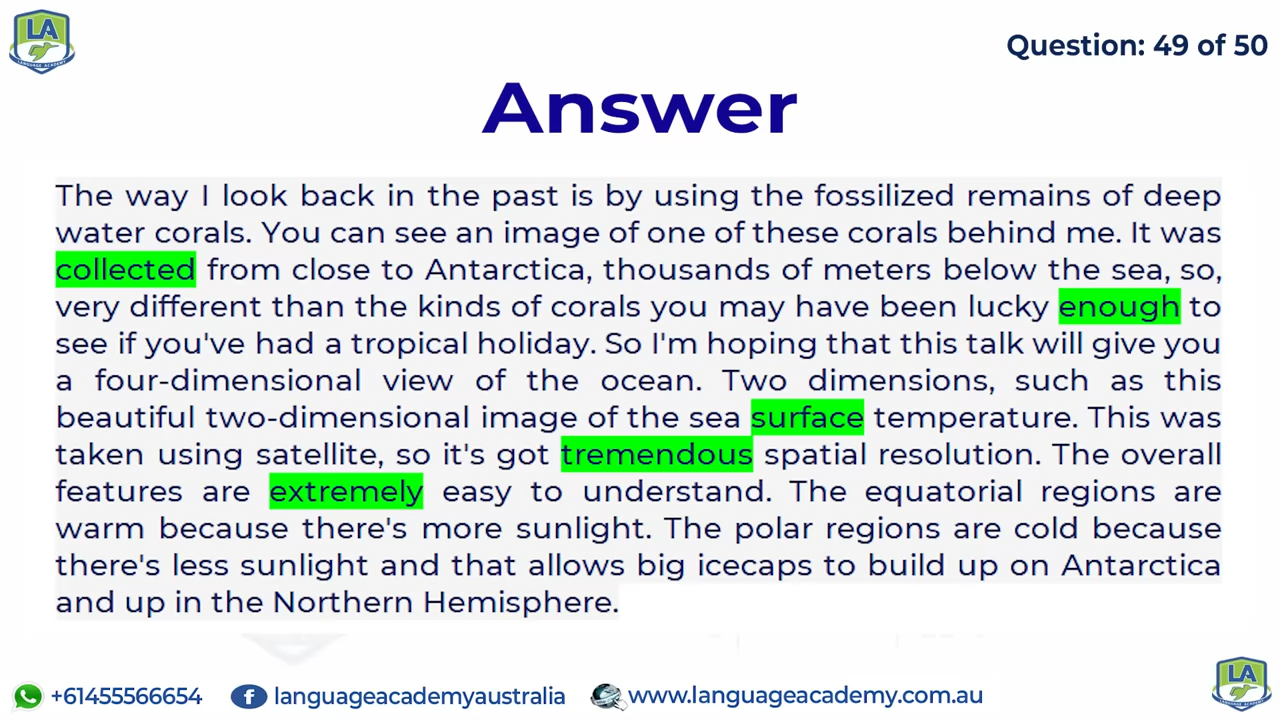 LA
LANGUAGE ACADEMY
Question: 49 of 50
Answer
The way I look back in the past is by using the fossilized remains of deep
water corals. You can see an image of one of these corals behind me. It was
collected from close to Antarctica, thousands of meters below the sea, so,
very different than the kinds of corals you may have been lucky enough to
see if you've had a tropical holiday. So I'm hoping that this talk will give you
a four-dimensional view of the ocean. Two dimensions, such as this
beautiful two-dimensional image of the sea surface temperature. This was
taken using satellite, so it's got tremendous spatial resolution. The overall
features are extremely easy to understand. The equatorial regions are
warm because there's more sunlight. The polar regions are cold because
there's less sunlight and that allows big icecaps to build up on Antarctica
and up in the Northern Hemisphere.
+61455566654 languageacademyaustralia www.languageacademy.com.au
LA
LANGUAGE ACADEMY